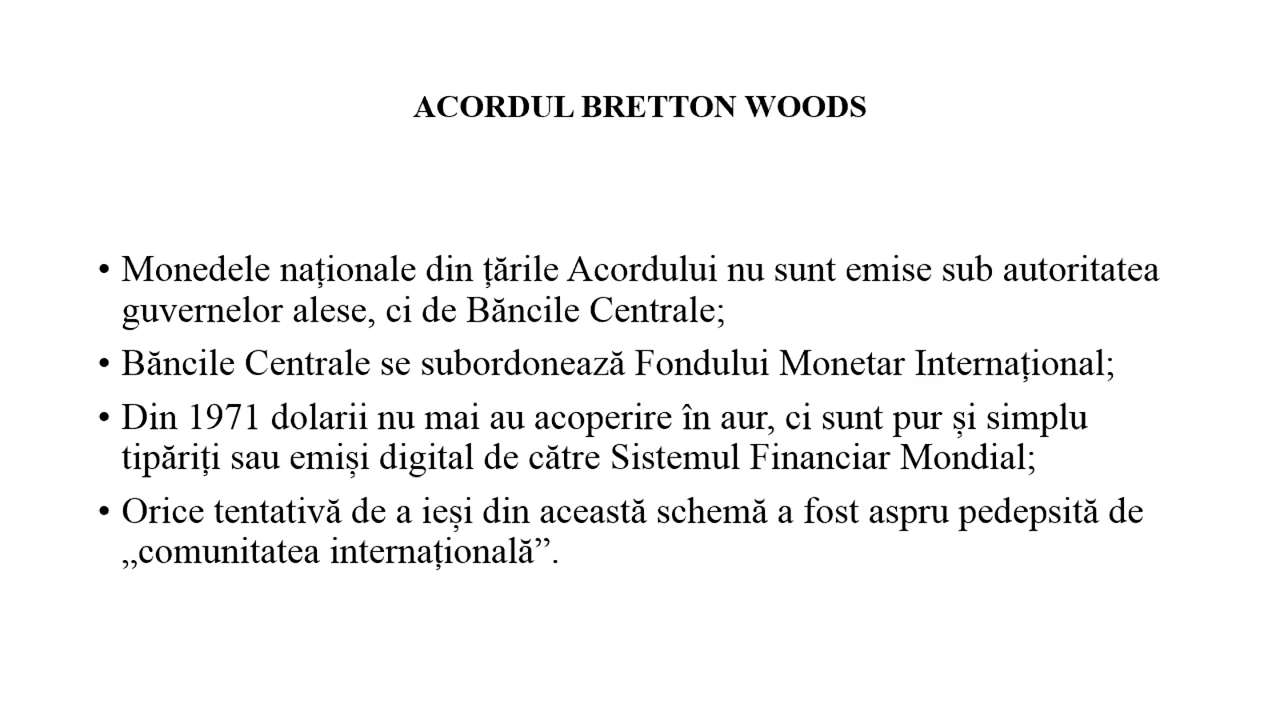 ACORDUL BRETTON WOODS
• Monedele naționale din țările Acordului nu sunt emise sub autoritatea
guvernelor alese, ci de Băncile Centrale;
• Băncile Centrale se subordonează Fondului Monetar Internațional;
• Din 1971 dolarii nu mai au acoperire în aur, ci sunt pur și simplu
tipăriți sau emiși digital de către Sistemul Financiar Mondial;
• Orice tentativă de a ieși din această schemă a fost aspru pedepsită de
„comunitatea internațională”.